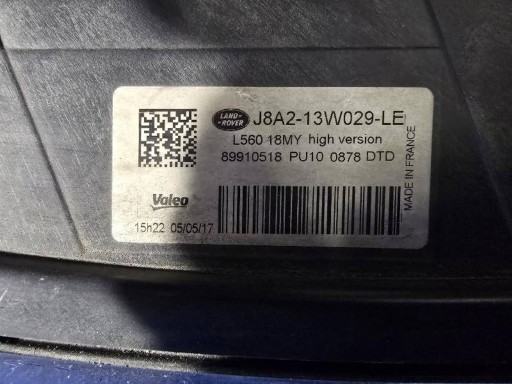 LAND ROVER J8A2-13W029-LE
L560 18MY high version
89910518 PU10 0878 DTD
Valeo
15h22 05/05/17
MADE IN FRANCE